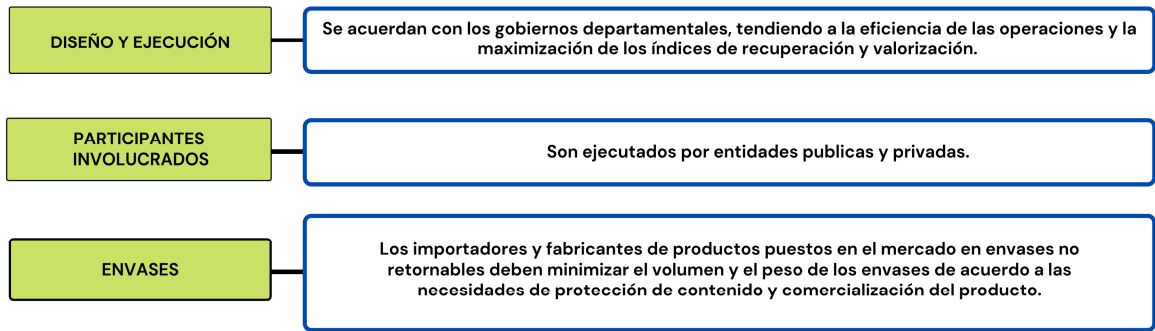 DISEÑO Y EJECUCIÓN
Se acuerdan con los gobiernos departamentales, tendiendo a la eficiencia de las operaciones y la
maximización de los índices de recuperación y valorización.
PARTICIPANTES
INVOLUCRADOS
Son ejecutados por entidades publicas y privadas.
ENVASES
Los importadores y fabricantes de productos puestos en el mercado en envases no
retornables deben minimizar el volumen y el peso de los envases de acuerdo a las
necesidades de protección de contenido y comercialización del producto.